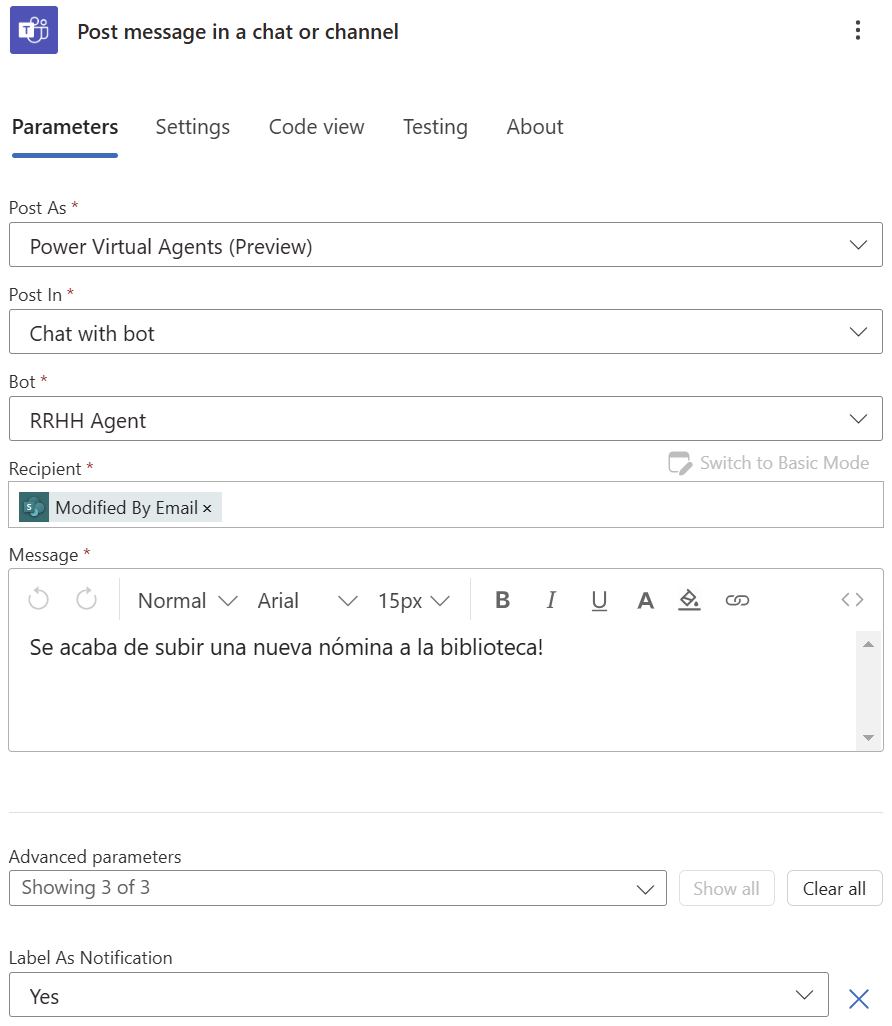 Post message in a chat or channel
Parameters Settings Code view Testing About
Post As *
Power Virtual Agents (Preview)
Post In *
Chat with bot
Bot *
RRHH Agent
Recipient *
Switch to Basic Mode
Modified By Email ×
Message *
Normal Arial 15px B I U A
Se acaba de subir una nueva nómina a la biblioteca!
Advanced parameters
Showing 3 of 3 Show all Clear all
Label As Notification
Yes